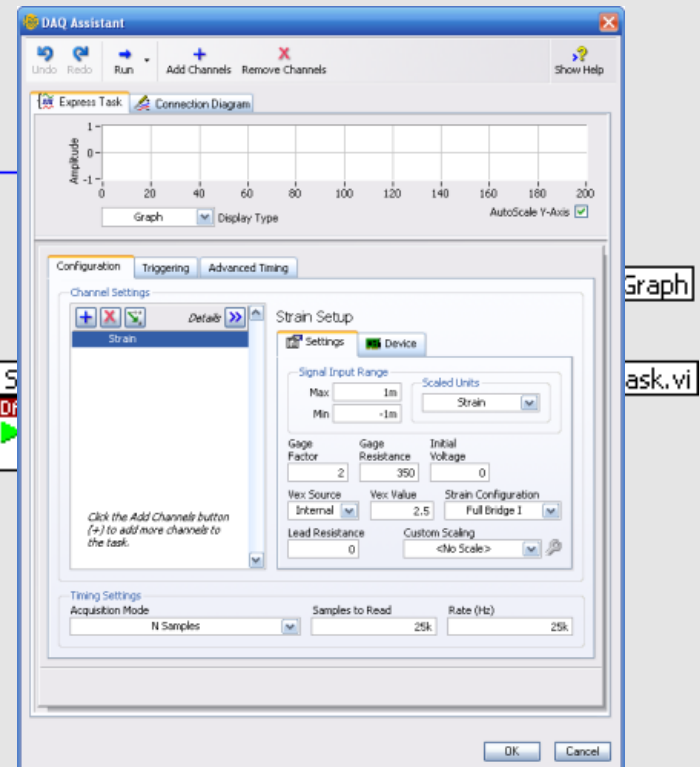 DAQ Assistant
Undo Redo Run Add Channels Remove Channels Show Help
Express Task Connection Diagram
Amplitude
1
0
-1
0 20 40 60 80 100 120 140 160 180 200
Graph Display Type AutoScale Y-Axis
Configuration Triggering Advanced Timing
Channel Settings
Details
Strain
Click the Add Channels button
(+) to add more channels to
the task.
Strain Setup
Settings Device
Signal Input Range
Max 1m
Min -1m
Scaled Units
Strain
Gage Factor Gage Resistance Initial Voltage
2 350 0
Vex Source Vex Value Strain Configuration
Internal 2.5 Full Bridge I
Lead Resistance Custom Scaling
0 <No Scale>
Timing Settings
Acquisition Mode Samples to Read Rate (Hz)
N Samples 25k 25k
OK Cancel
Graph
ask.vi